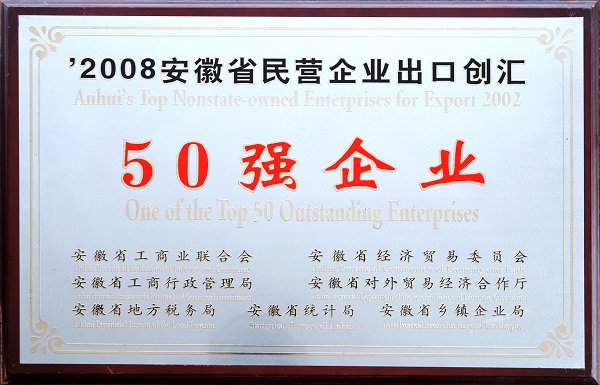 ’2008安徽省民营企业出口创汇
Anhui's Top Nonstate-owned Enterprises for Export 2002
50强企业
One of the Top 50 Outstanding Enterprises
安徽省工商业联合会 安徽省经济贸易委员会
安徽省工商行政管理局 安徽省对外贸易经济合作厅
安徽省地方税务局 安徽省统计局 安徽省乡镇企业局